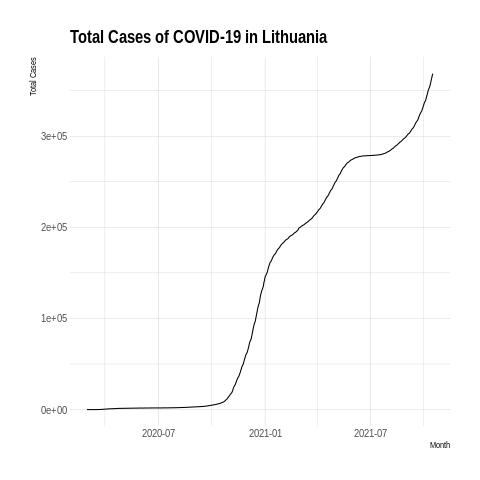 Total Cases of COVID-19 in Lithuania
Total Cases
3e+05
2e+05
1e+05
0e+00
2020-07 2021-01 2021-07
Month